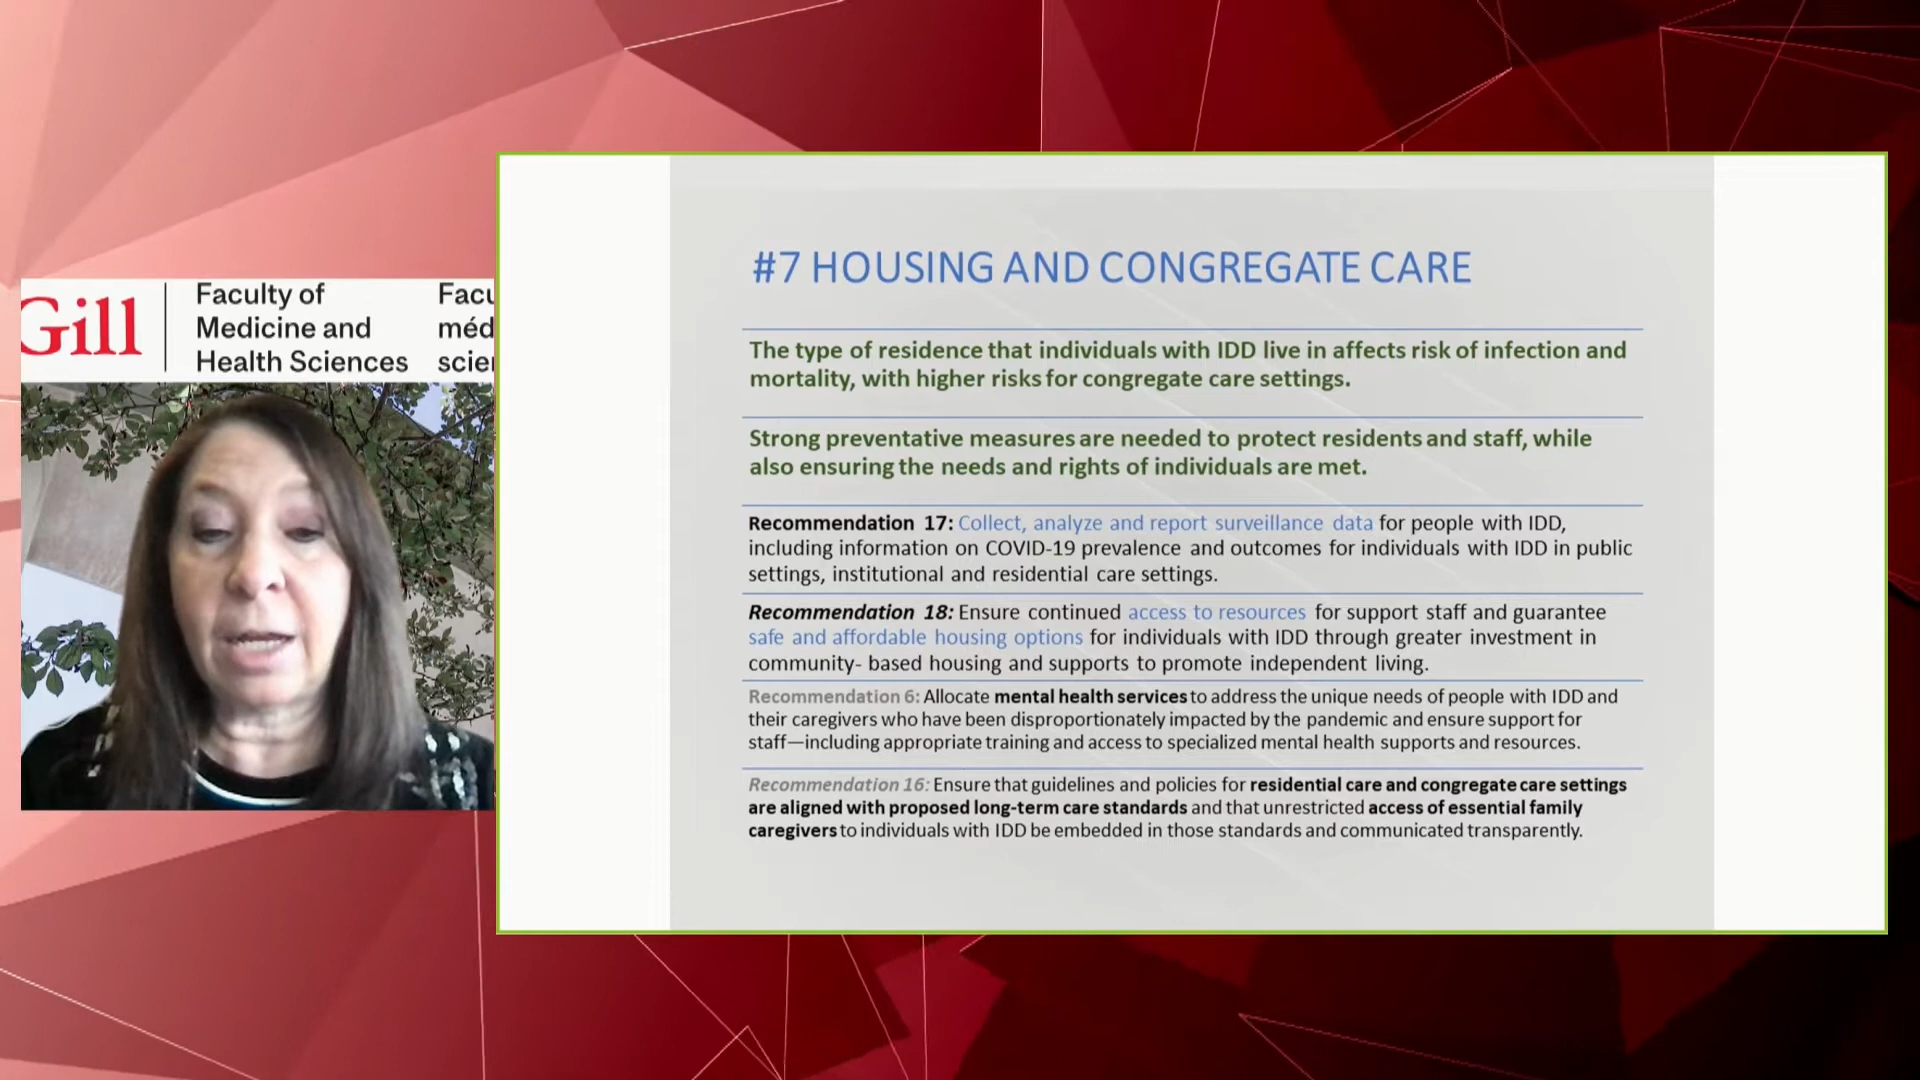 Gill
Faculty of
Medicine and
Health Sciences
Facu
méd
scie
#7 HOUSING AND CONGREGATE CARE
The type of residence that individuals with IDD live in affects risk of infection and
mortality, with higher risks for congregate care settings.
Strong preventative measures are needed to protect residents and staff, while
also ensuring the needs and rights of individuals are met.
Recommendation 17: Collect, analyze and report surveillance data for people with IDD,
including information on COVID-19 prevalence and outcomes for individuals with IDD in public
settings, institutional and residential care settings.
Recommendation 18: Ensure continued access to resources for support staff and guarantee
safe and affordable housing options for individuals with IDD through greater investment in
community- based housing and supports to promote independent living.
Recommendation 6: Allocate mental health services to address the unique needs of people with IDD and
their caregivers who have been disproportionately impacted by the pandemic and ensure support for
staff—including appropriate training and access to specialized mental health supports and resources.
Recommendation 16: Ensure that guidelines and policies for residential care and congregate care settings
are aligned with proposed long-term care standards and that unrestricted access of essential family
caregivers to individuals with IDD be embedded in those standards and communicated transparently.